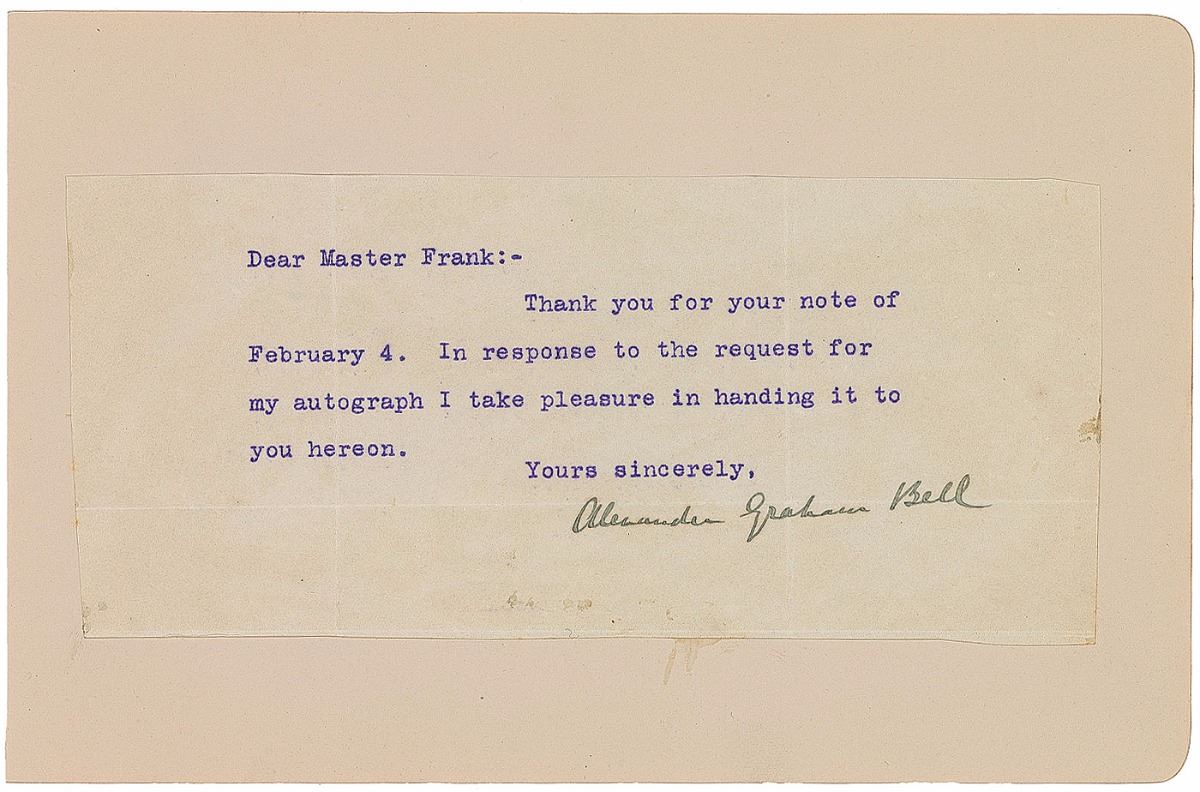 Dear Master Frank:-
Thank you for your note of
February 4. In response to the request for
my autograph I take pleasure in handing it to
you hereon.
Yours sincerely,
Alexander Graham Bell